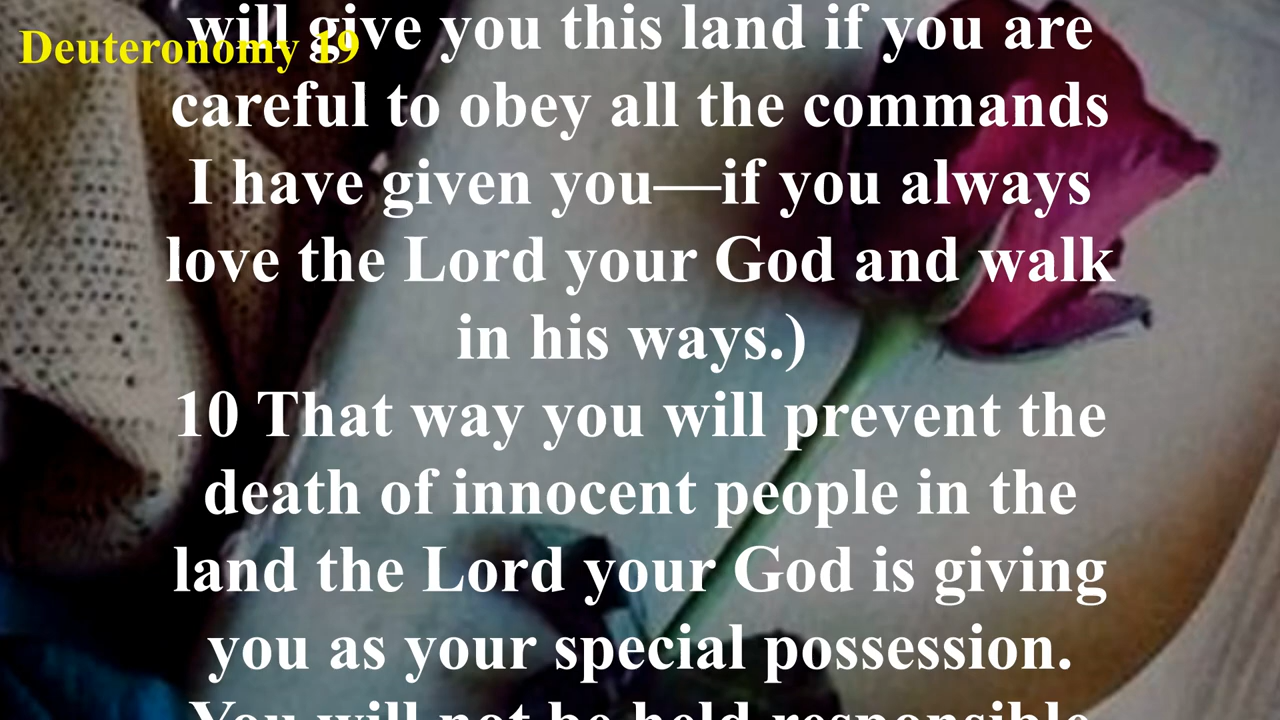 Deuteronomy 19
will give you this land if you are
careful to obey all the commands
I have given you—if you always
love the Lord your God and walk
in his ways.)
10 That way you will prevent the
death of innocent people in the
land the Lord your God is giving
you as your special possession.
You will not be held responsible